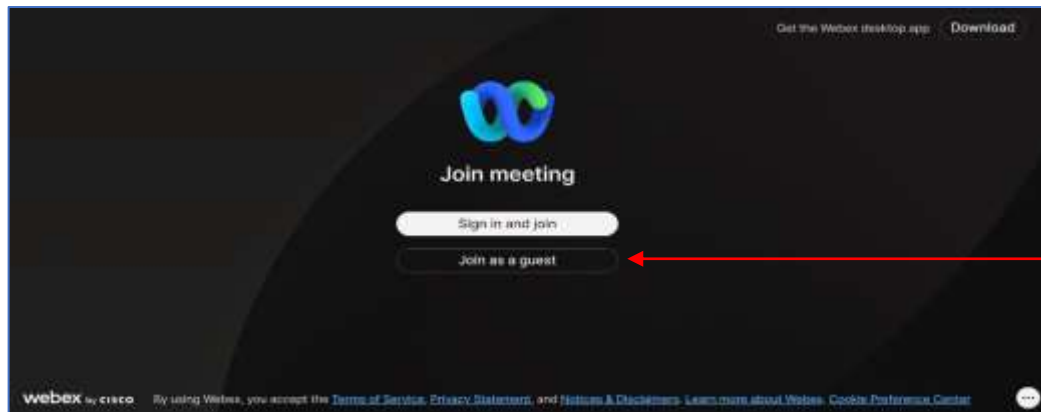 Get the Webex desktop app Download
Join meeting
Sign in and join
Join as a guest
webex by CISCO By using Webex, you accept the Terms of Service, Privacy Statement, and Notices & Disclaimers. Learn more about Webex. Cookie Preference Center